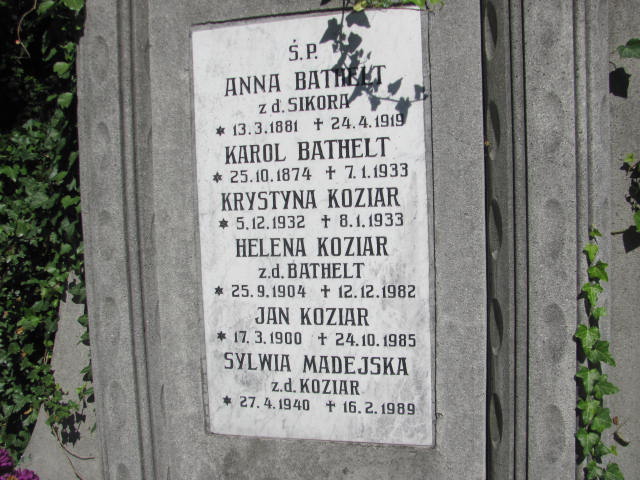 Ś.P.
ANNA BATHELT
z d. SIKORA
* 13.3.1881 ✝ 24.4.1919
KAROL BATHELT
* 25.10.1874 ✝ 7.1.1933
KRYSTYNA KOZIAR
* 5.12.1932 ✝ 8.1.1933
HELENA KOZIAR
z.d. BATHELT
* 25.9.1904 ✝ 12.12.1982
JAN KOZIAR
* 17.3.1900 ✝ 24.10.1985
SYLWIA MADEJSKA
z.d. KOZIAR
* 27.4.1940 ✝ 16.2.1989